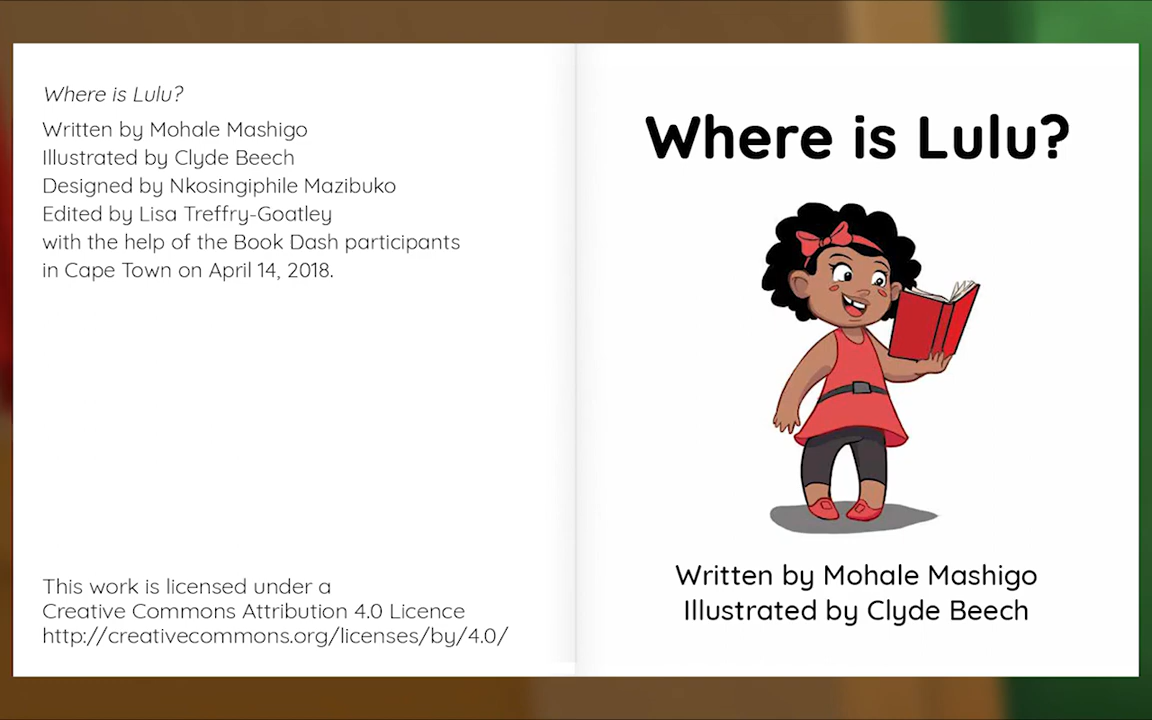 Where is Lulu?
Written by Mohale Mashigo
Illustrated by Clyde Beech
Designed by Nkosingiphile Mazibuko
Edited by Lisa Treffry-Goatley
with the help of the Book Dash participants
in Cape Town on April 14, 2018.
This work is licensed under a
Creative Commons Attribution 4.0 Licence
http://creativecommons.org/licenses/by/4.0/
Where is Lulu?
Written by Mohale Mashigo
Illustrated by Clyde Beech